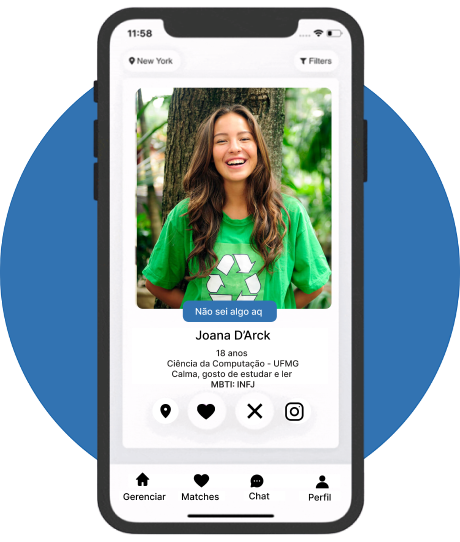 11:58
New York
Filters
Não sei algo aq
Joana D'Arck
18 anos
Ciência da Computação - UFMG
Calma, gosto de estudar e ler
MBTI: INFJ
Gerenciar
Matches
Chat
Perfil